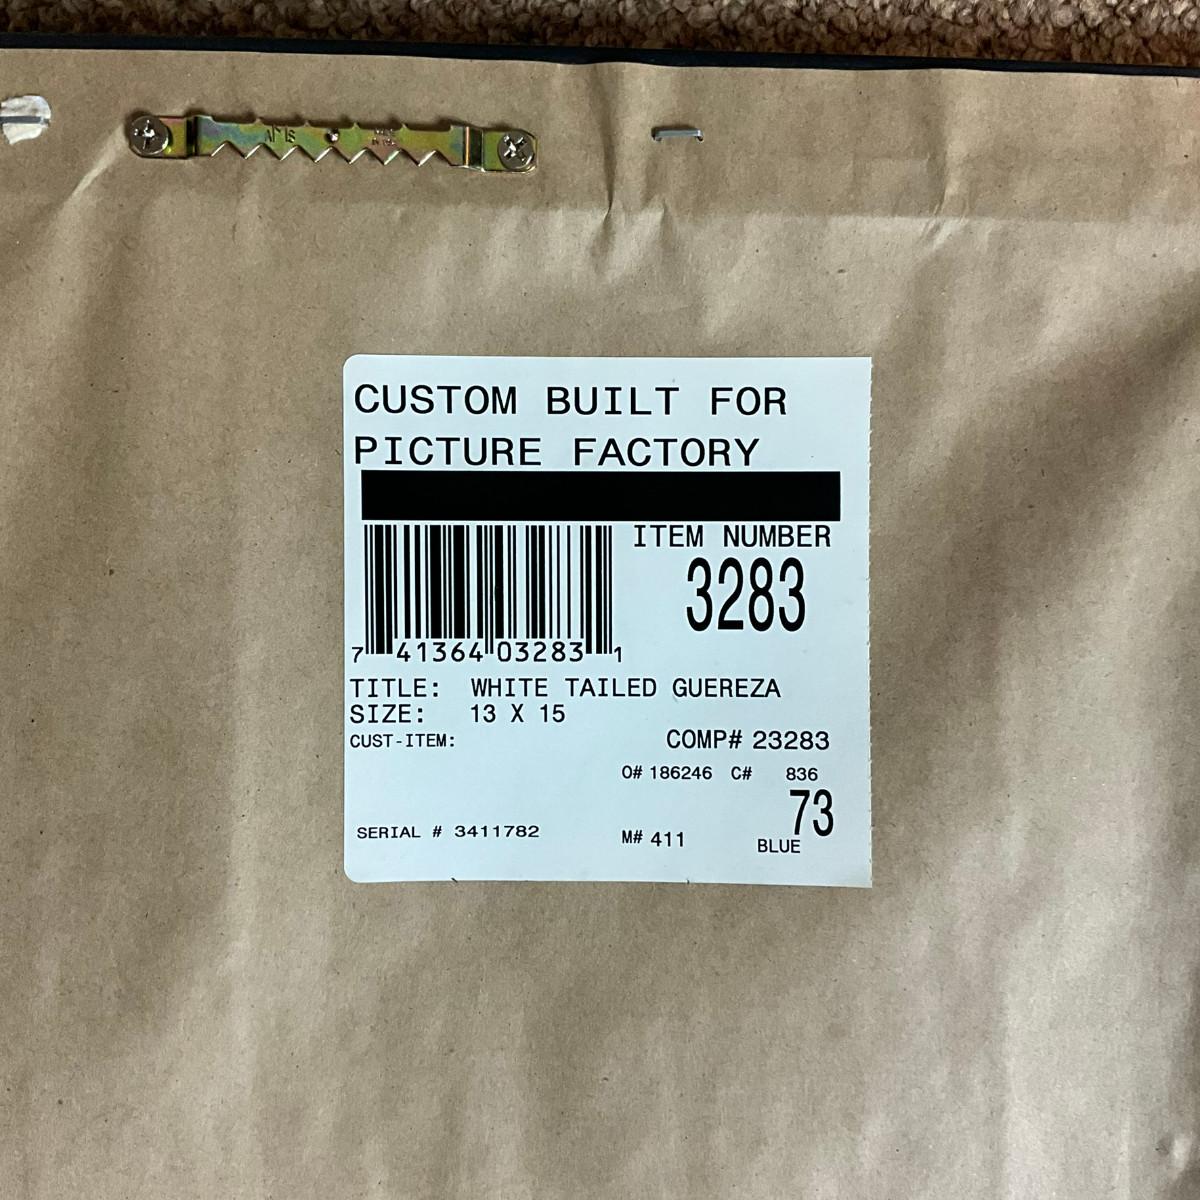 CUSTOM BUILT FOR
PICTURE FACTORY
ITEM NUMBER
3283
7 41364 03283 1
TITLE: WHITE TAILED GUEREZA
SIZE: 13 X 15
CUST-ITEM: COMP# 23283
O# 186246 C# 836
73
SERIAL # 3411782 M# 411 BLUE